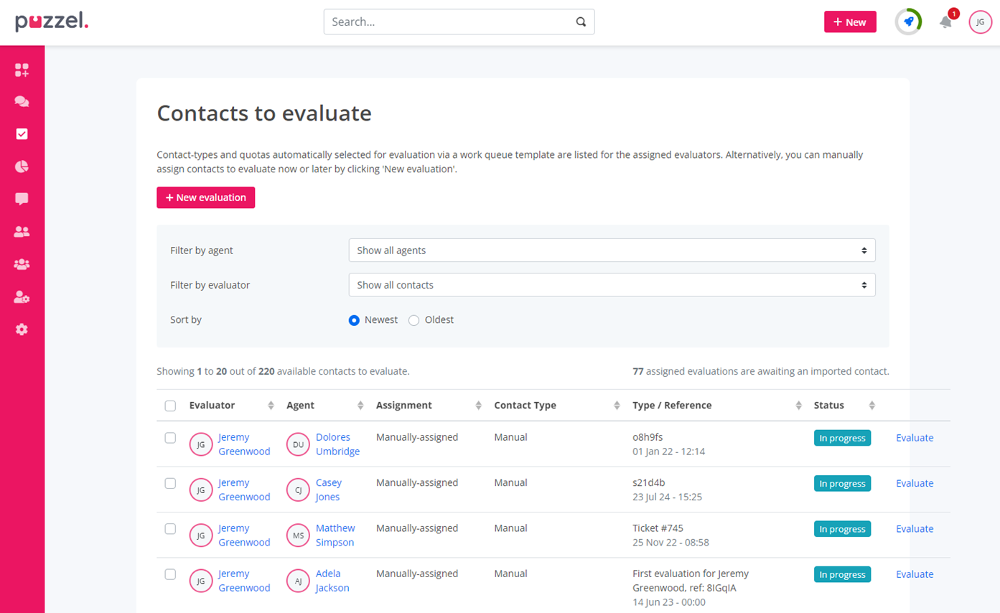 puzzel.
Search...
+ New
1
JG
Contacts to evaluate
Contact-types and quotas automatically selected for evaluation via a work queue template are listed for the assigned evaluators. Alternatively, you can manually
assign contacts to evaluate now or later by clicking 'New evaluation'.
+ New evaluation
Filter by agent
Show all agents
Filter by evaluator
Show all contacts
Sort by
Newest
Oldest
Showing 1 to 20 out of 220 available contacts to evaluate.
77 assigned evaluations are awaiting an imported contact.
Evaluator Agent Assignment Contact Type Type / Reference Status
JG Jeremy Greenwood
DU Dolores Umbridge
Manually-assigned
Manual
o8h9fs
01 Jan 22 - 12:14
In progress
Evaluate
JG Jeremy Greenwood
CJ Casey Jones
Manually-assigned
Manual
s21d4b
23 Jul 24 - 15:25
In progress
Evaluate
JG Jeremy Greenwood
MS Matthew Simpson
Manually-assigned
Manual
Ticket #745
25 Nov 22 - 08:58
In progress
Evaluate
JG Jeremy Greenwood
AJ Adela Jackson
Manually-assigned
Manual
First evaluation for Jeremy
Greenwood, ref: 8IGqIA
14 Jun 23 - 00:00
In progress
Evaluate